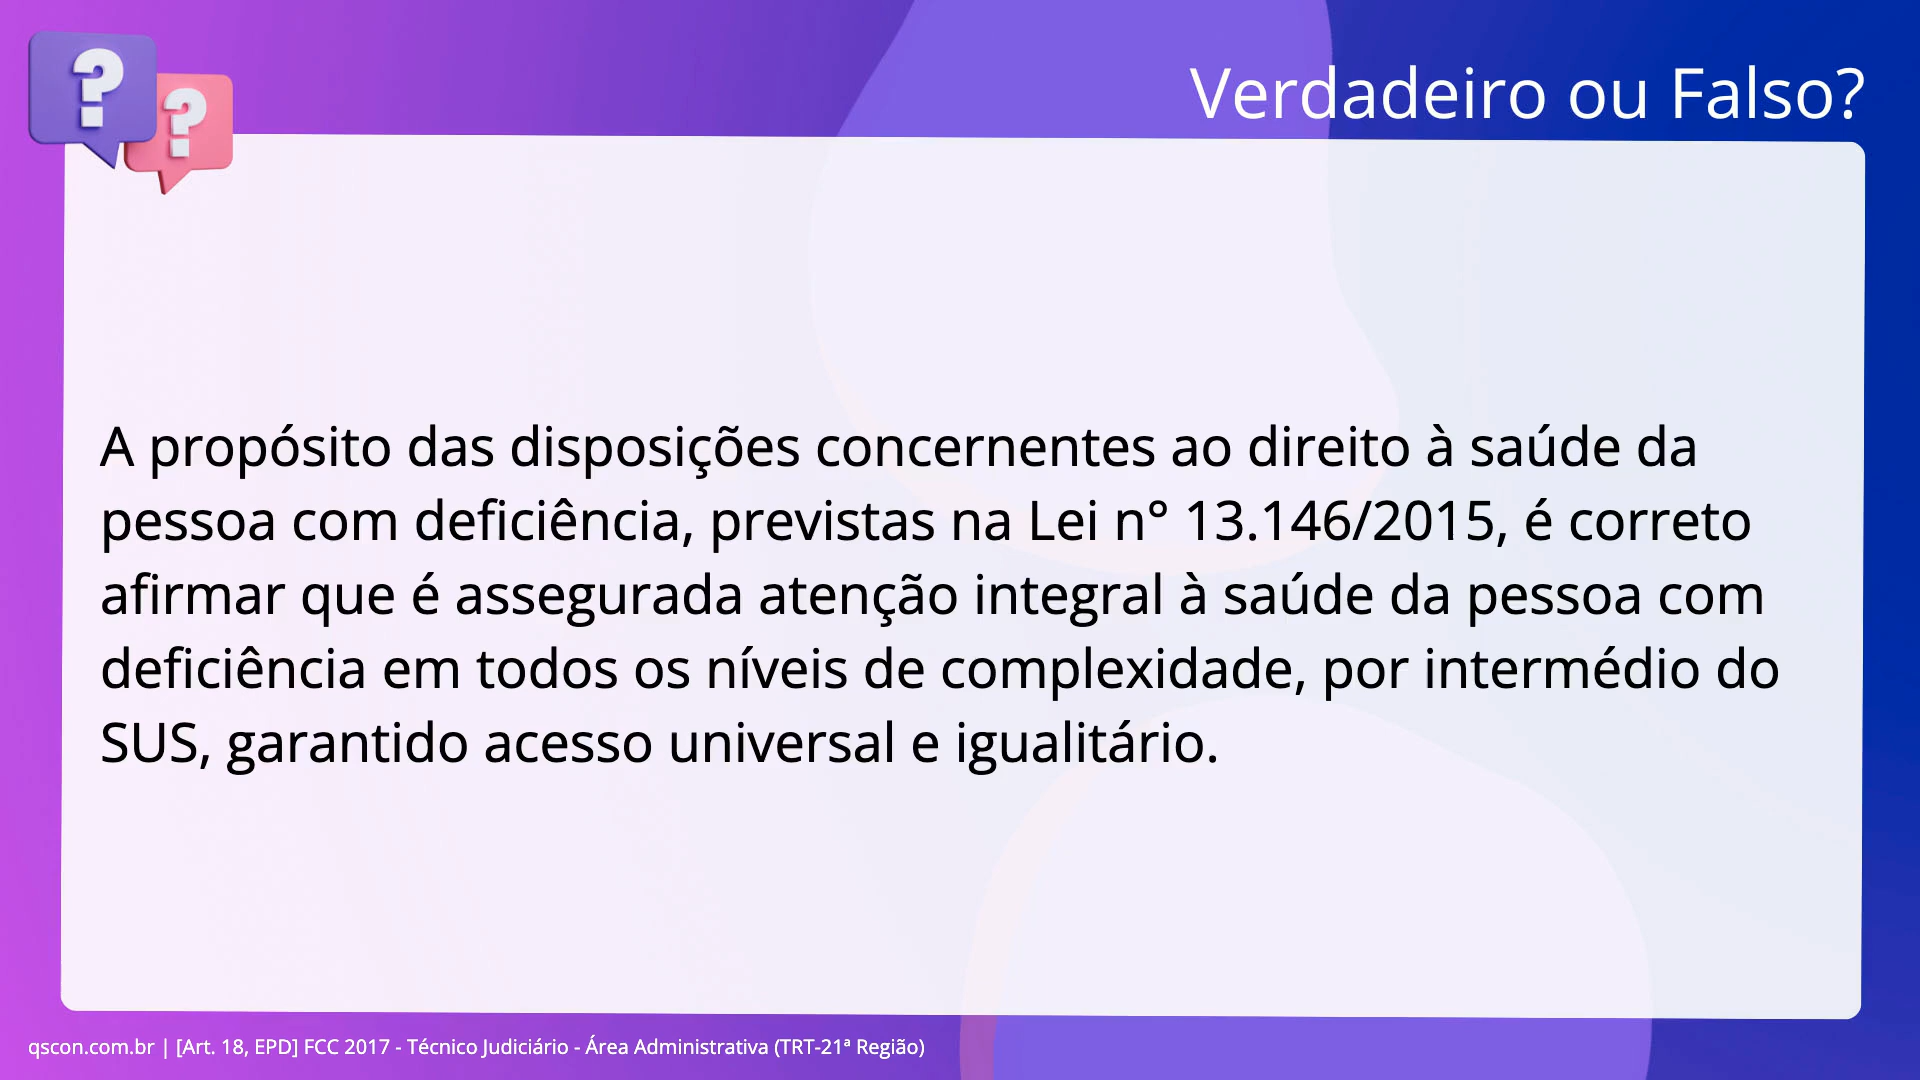 Verdadeiro ou Falso?
A propósito das disposições concernentes ao direito à saúde da
pessoa com deficiência, previstas na Lei n° 13.146/2015, é correto
afirmar que é assegurada atenção integral à saúde da pessoa com
deficiência em todos os níveis de complexidade, por intermédio do
SUS, garantido acesso universal e igualitário.
qscon.com.br | [Art. 18, EPD] FCC 2017 - Técnico Judiciário - Área Administrativa (TRT-21ª Região)